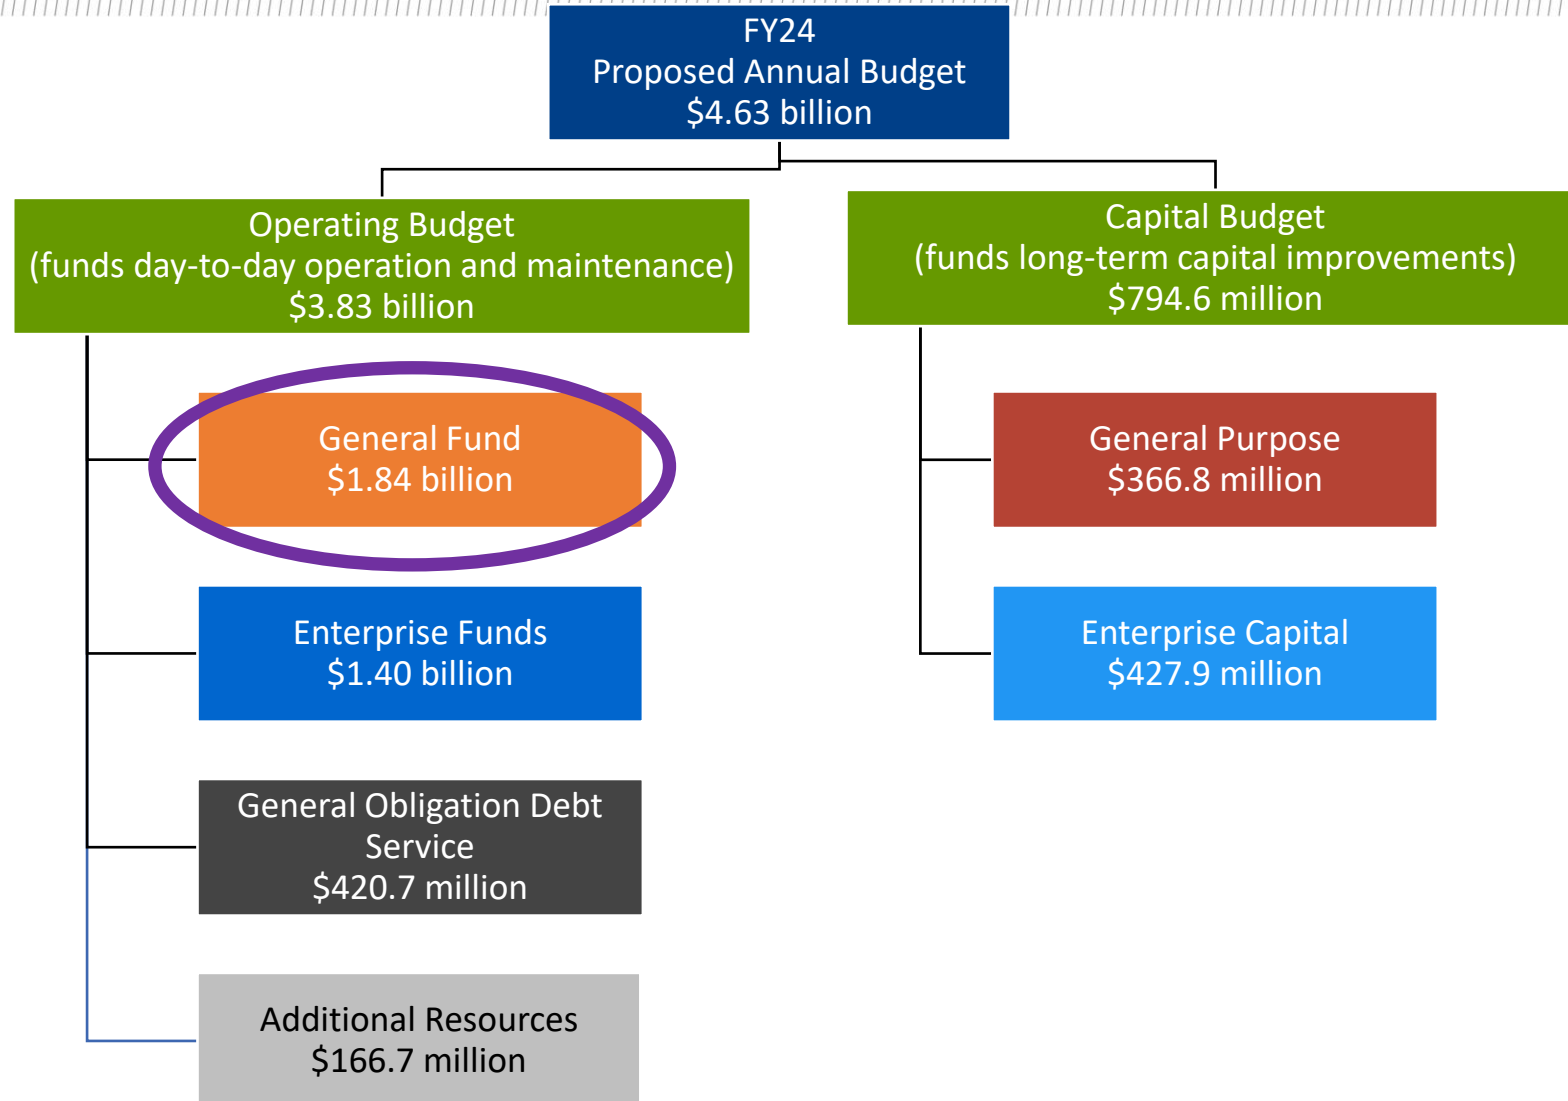 FY24
Proposed Annual Budget
$4.63 billion
Operating Budget
(funds day-to-day operation and maintenance)
$3.83 billion
Capital Budget
(funds long-term capital improvements)
$794.6 million
General Fund
$1.84 billion
General Purpose
$366.8 million
Enterprise Funds
$1.40 billion
Enterprise Capital
$427.9 million
General Obligation Debt
Service
$420.7 million
Additional Resources
$166.7 million